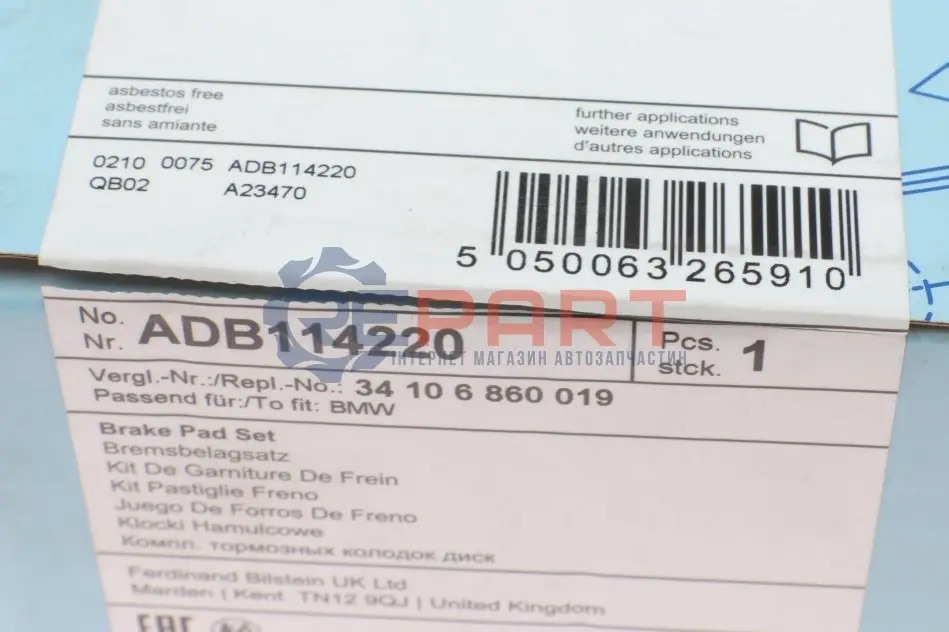 asbestos free
asbestfrei
sans amiante
further applications
weitere anwendungen
d'autres applications
0210 0075 ADB114220
QB02 A23470
5 050063 265910
No.
Nr. ADB114220
Pcs.
stck. 1
REPART
ІНТЕРНЕТ МАГАЗИН АВТОЗАПЧАСТИН
Vergl.-Nr.:/Repl.-No.: 34 10 6 860 019
Passend für:/To fit: BMW
Brake Pad Set
Bremsbelagsatz
Kit De Garniture De Frein
Kit Pastiglie Freno
Juego De Forros De Freno
Klocki Hamulcowe
Компл. тормозных колодок диск
Ferdinand Bilstein UK Ltd
Marden | Kent TN12 9QJ | United Kingdom